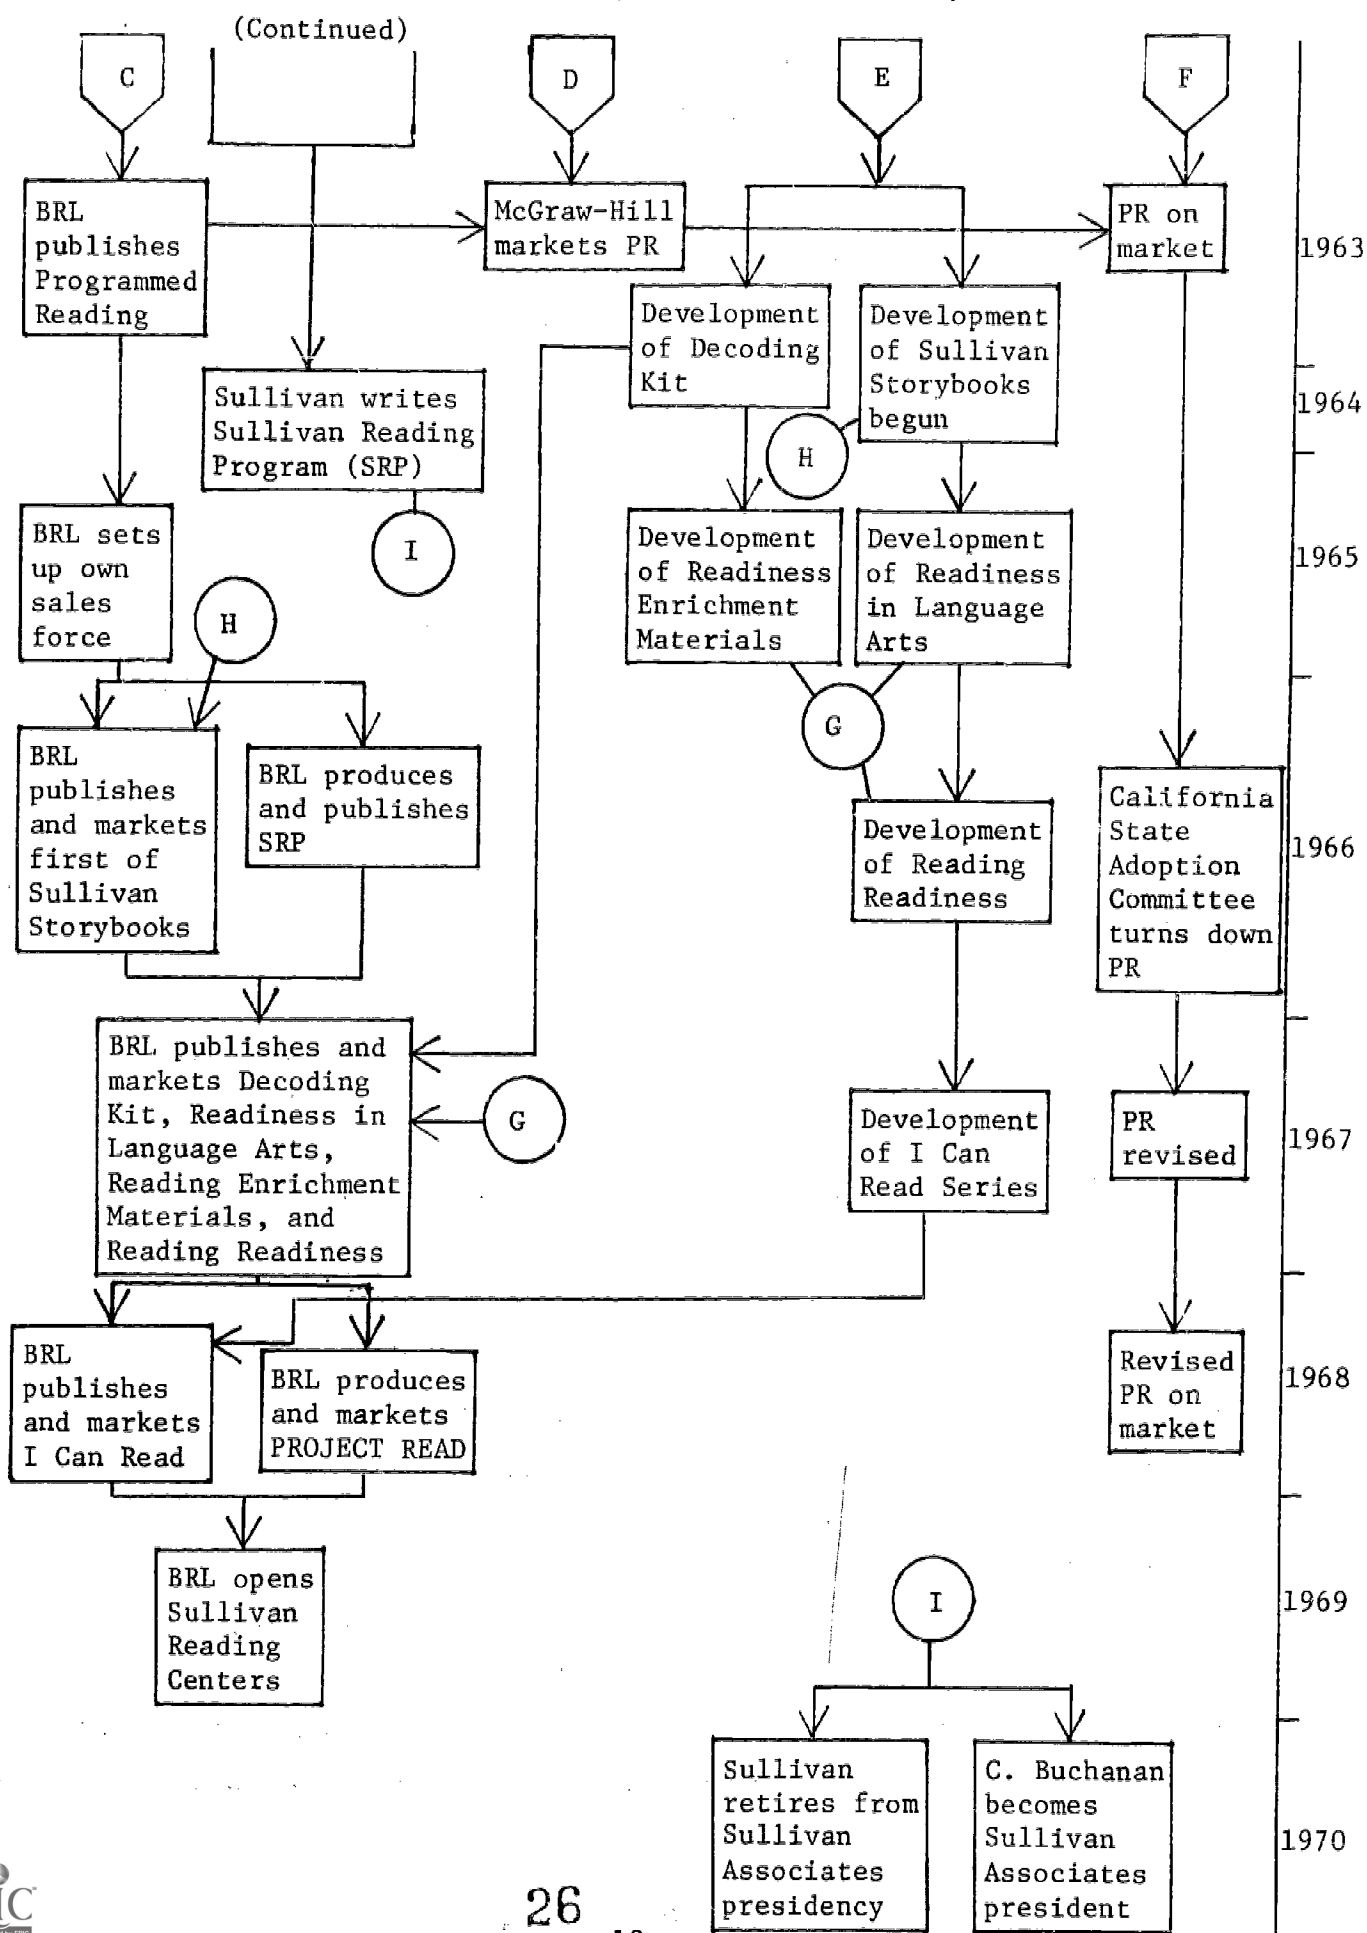 (Continued)
C
D
E
F
BRL
publishes
Programmed
Reading
McGraw-Hill
markets PR
PR on
market
1963
Development
of Decoding
Kit
Development
of Sullivan
Storybooks
begun
Sullivan writes
Sullivan Reading
Program (SRP)
1964
H
I
BRL sets
up own
sales
force
Development
of Readiness
Enrichment
Materials
Development
of Readiness
in Language
Arts
1965
H
G
BRL
publishes
and markets
first of
Sullivan
Storybooks
BRL produces
and publishes
SRP
Development
of Reading
Readiness
California
State
Adoption
Committee
turns down
PR
1966
BRL publishes and
markets Decoding
Kit, Readiness in
Language Arts,
Reading Enrichment
Materials, and
Reading Readiness
G
Development
of I Can
Read Series
PR
revised
1967
BRL
publishes
and markets
I Can Read
BRL produces
and markets
PROJECT READ
Revised
PR on
market
1968
BRL opens
Sullivan
Reading
Centers
I
1969
Sullivan
retires from
Sullivan
Associates
presidency
C. Buchanan
becomes
Sullivan
Associates
president
1970
26